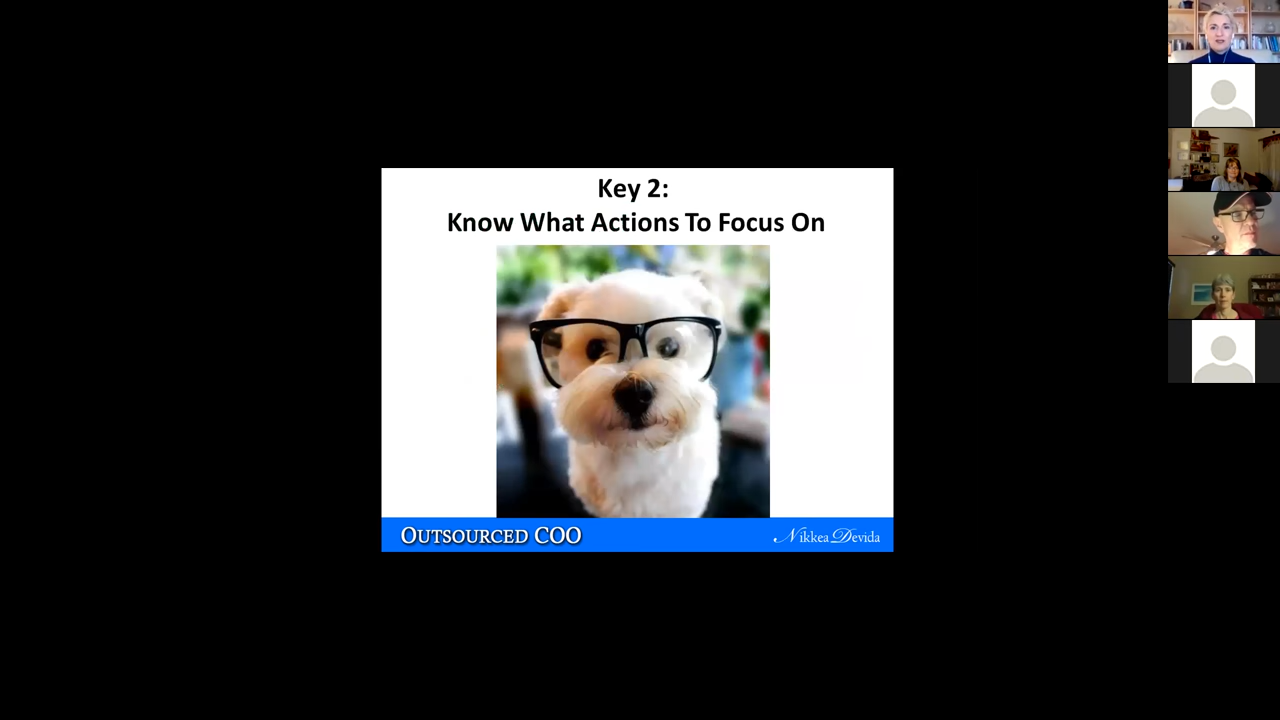 Key 2:
Know What Actions To Focus On
OUTSOURCED COO
Nikkea Devida